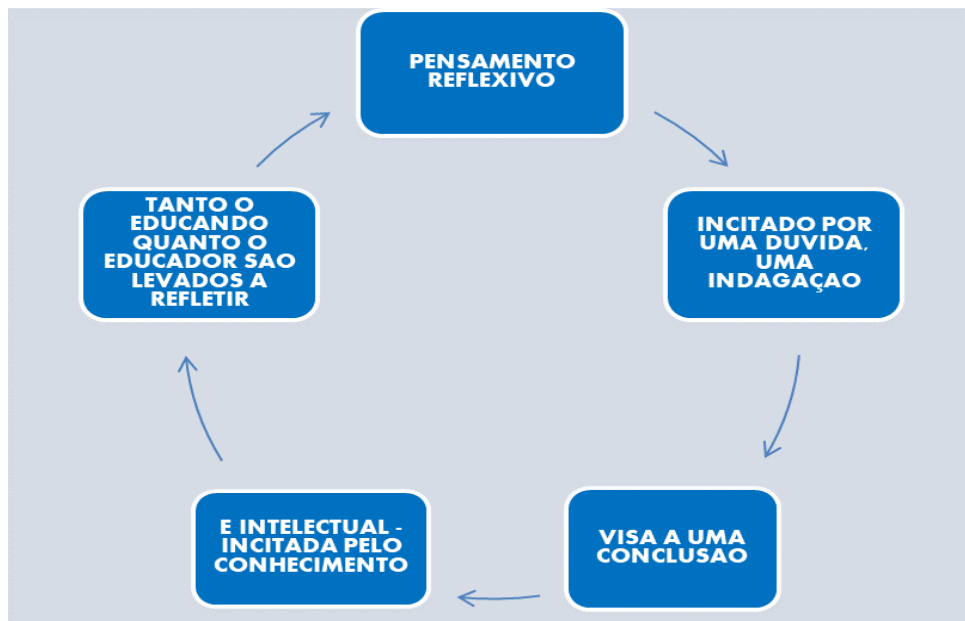 PENSAMENTO
REFLEXIVO
INCITADO POR
UMA DUVIDA,
UMA
INDAGAÇAO
VISA A UMA
CONCLUSAO
E INTELECTUAL -
INCITADA PELO
CONHECIMENTO
TANTO O
EDUCANDO
QUANTO O
EDUCADOR SAO
LEVADOS A
REFLETIR